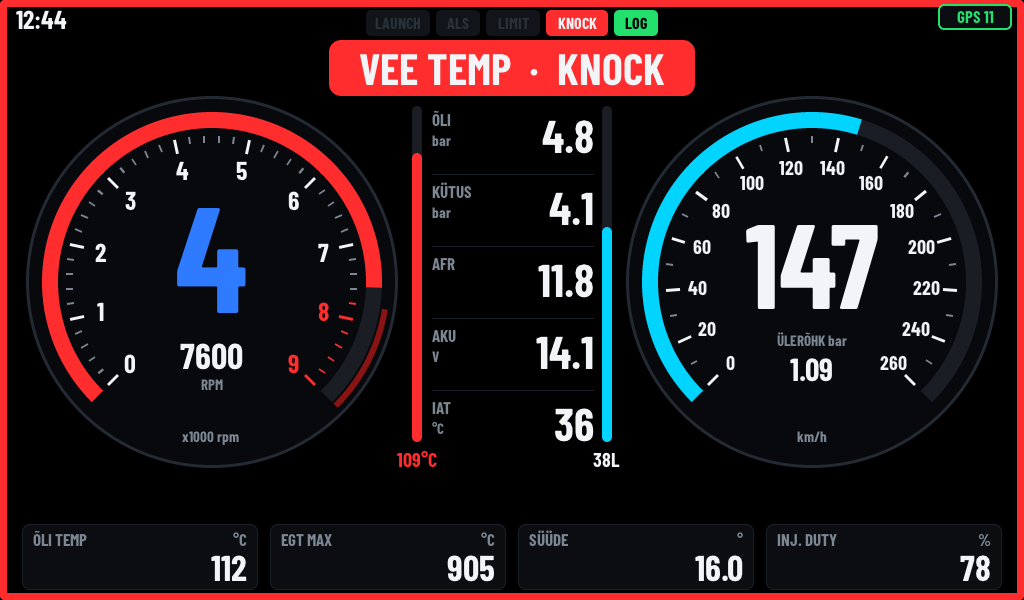 12:44
LAUNCH ALS LIMIT KNOCK LOG
GPS 11
VEE TEMP · KNOCK
0 1 2 3 4 5 6 7 8 9
4
7600
RPM
x1000 rpm
109°C
ÕLI
bar
4.8
KÜTUS
bar
4.1
AFR
11.8
AKU
V
14.1
IAT
°C
36
38L
0 20 40 60 80 100 120 140 160 180 200 220 240 260
147
ÜLERÕHK bar
1.09
km/h
ÕLI TEMP °C
112
EGT MAX °C
905
SÜÜDE °
16.0
INJ. DUTY %
78